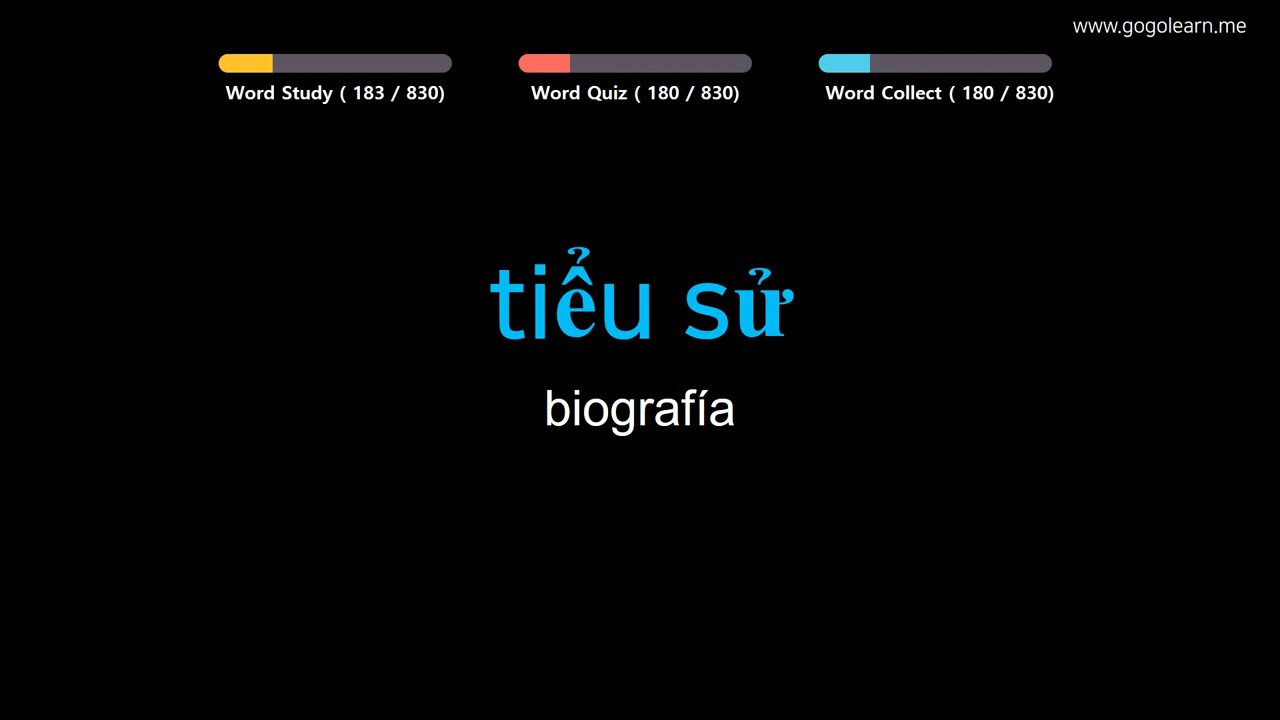 www.gogolearn.me
Word Study ( 183 / 830)
Word Quiz ( 180 / 830)
Word Collect ( 180 / 830)
tiểu sử
biografía